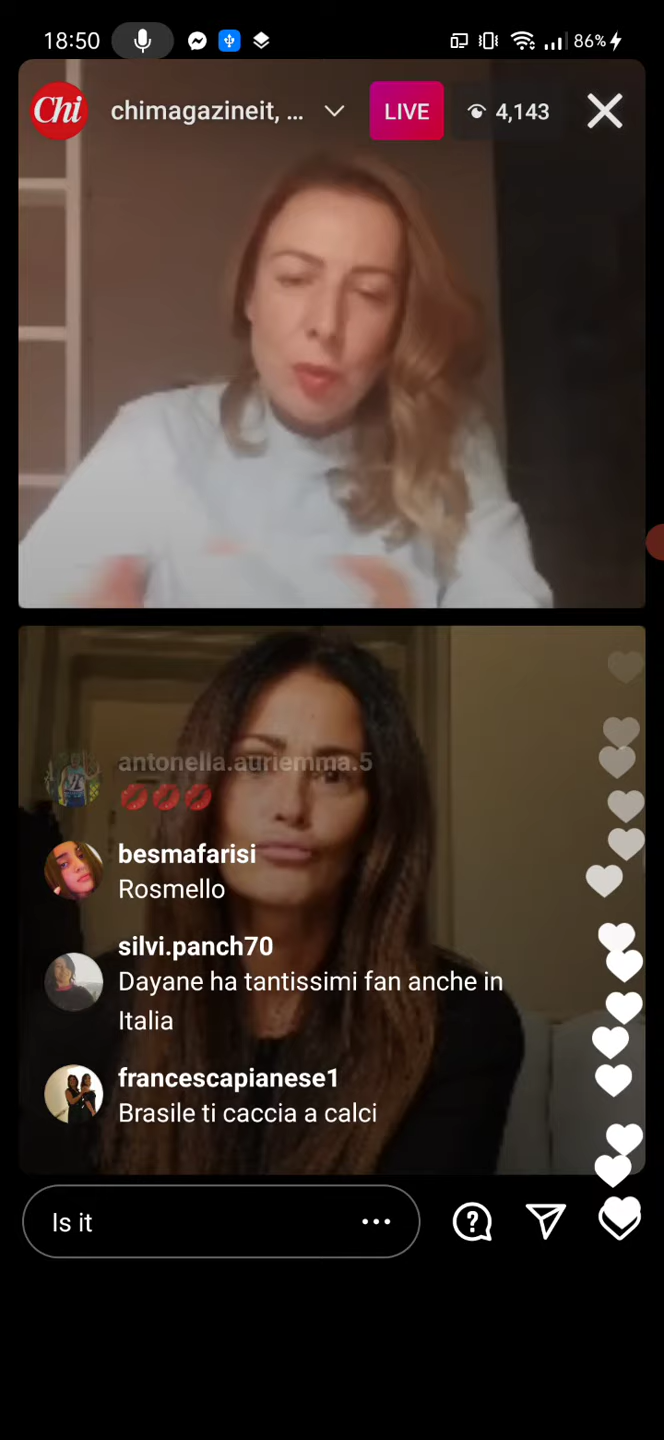 18:50
86%
Chi
chimagazineit, ...
LIVE
4,143
antonella.auriemma.5
💋💋💋
besmafarisi
Rosmello
silvi.panch70
Dayane ha tantissimi fan anche in
Italia
francescapianese1
Brasile ti caccia a calci
Is it